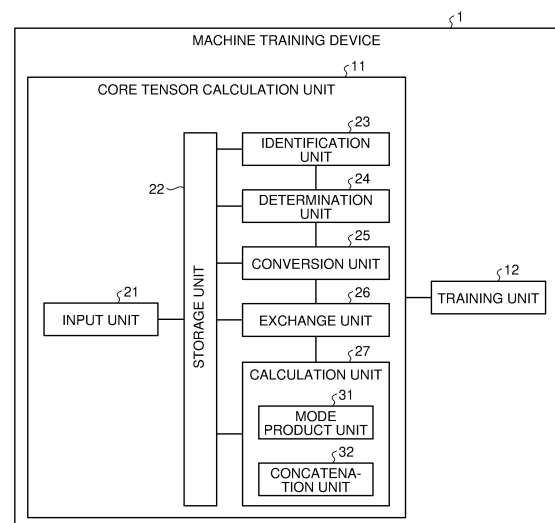 1
MACHINE TRAINING DEVICE
11
CORE TENSOR CALCULATION UNIT
23
IDENTIFICATION
UNIT
22
24
DETERMINATION
UNIT
25
CONVERSION UNIT
21
INPUT UNIT
STORAGE UNIT
26
EXCHANGE UNIT
12
TRAINING UNIT
27
CALCULATION UNIT
31
MODE
PRODUCT UNIT
32
CONCATENA-
TION UNIT